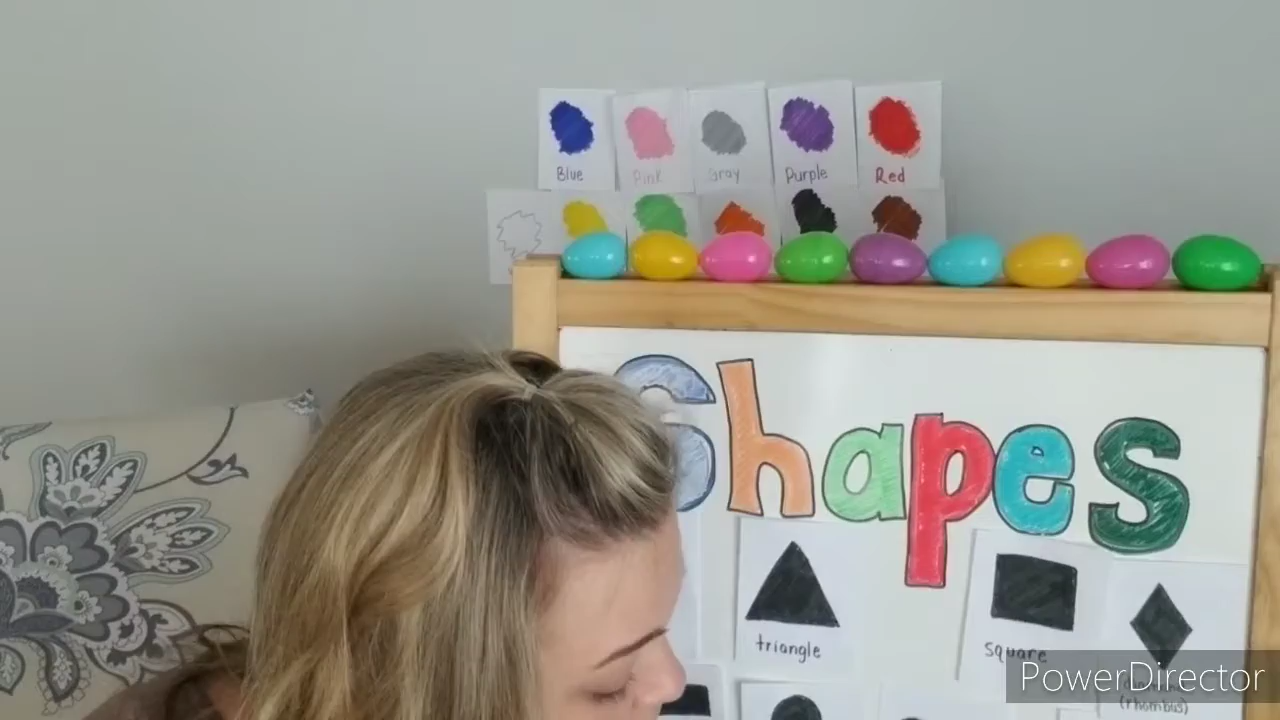 Blue Pink Gray Purple Red
Shapes
triangle
square
(rhombus)
PowerDirector